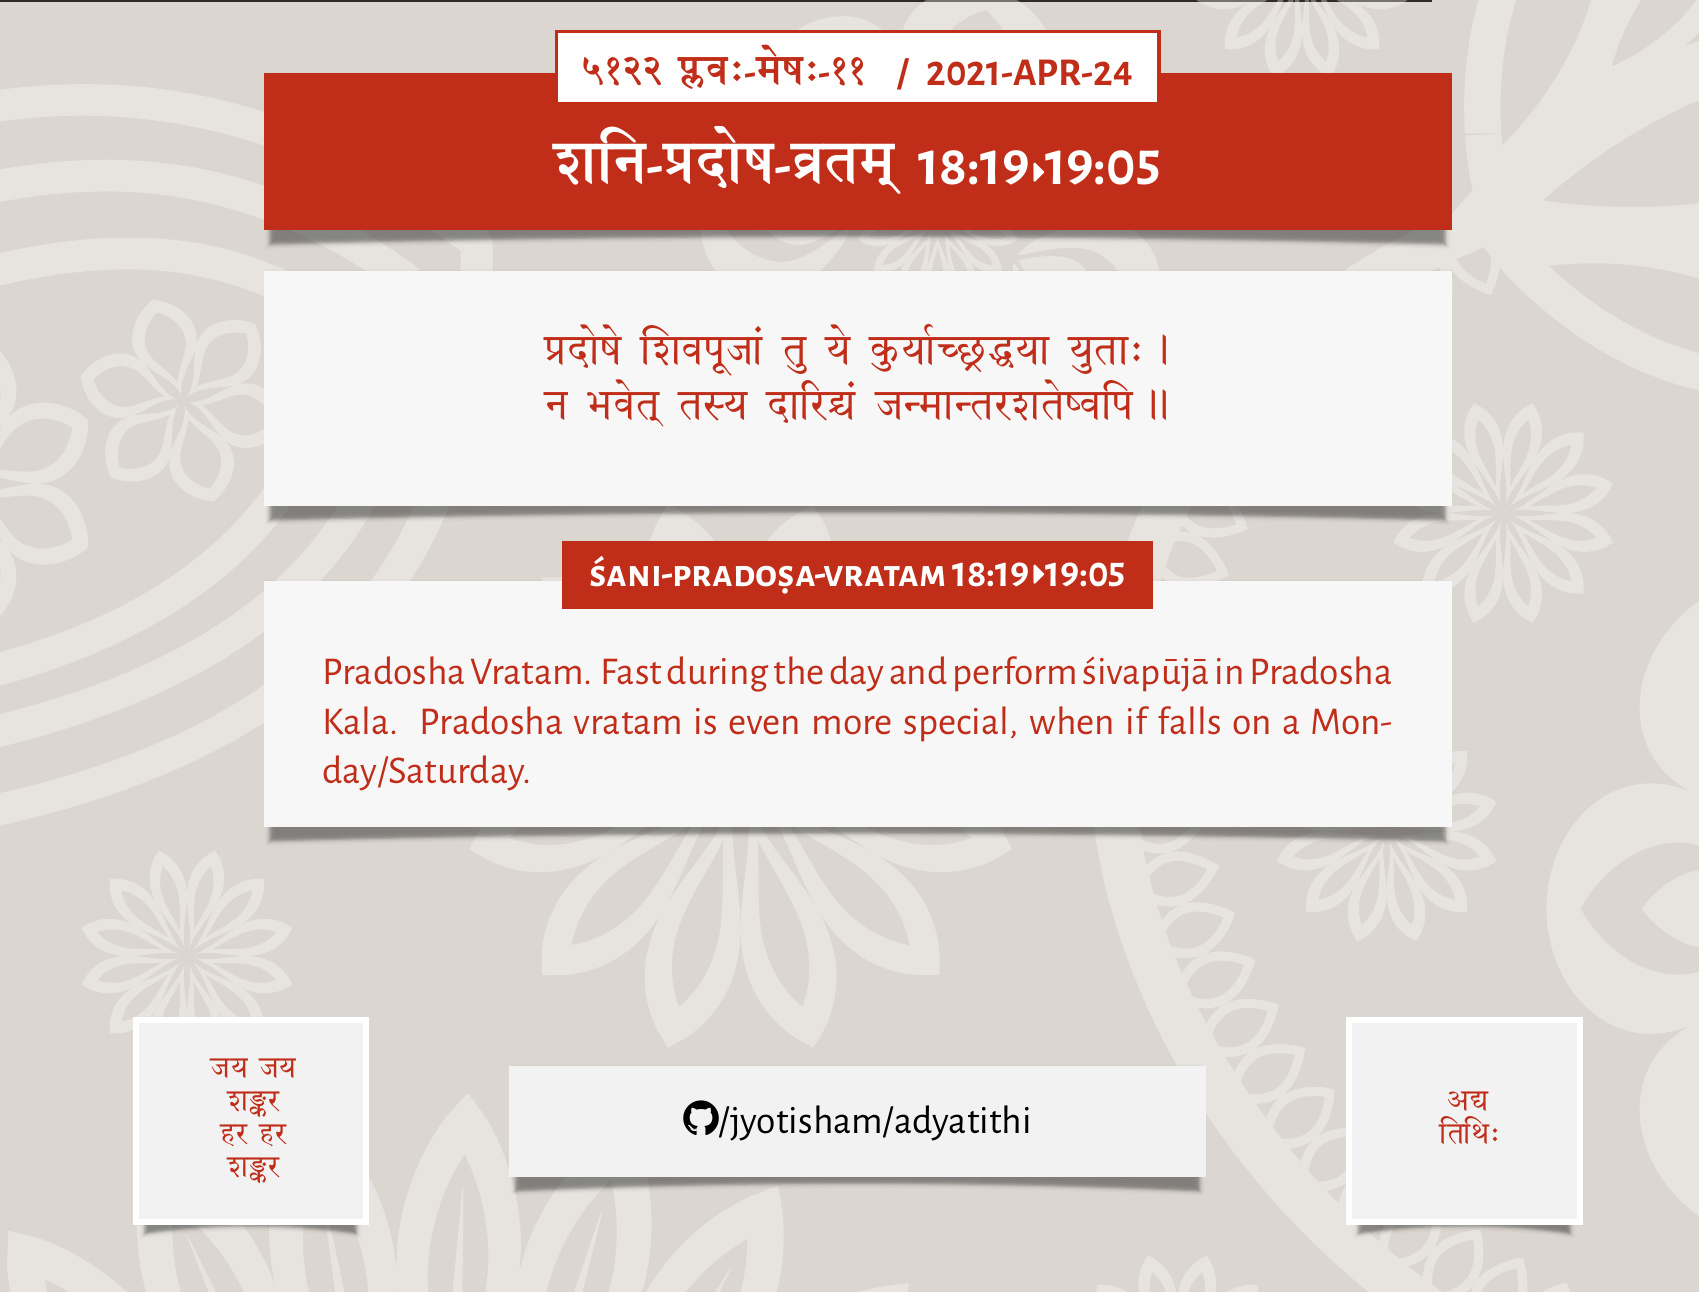 ५१२२ प्लवः-मेषः-११ / 2021-APR-24
शनि-प्रदोष-व्रतम् 18:19▸19:05
प्रदोषे शिवपूजां तु ये कुर्याच्छ्रद्धया युताः ।
न भवेत् तस्य दारिद्र्यं जन्मान्तरशतेष्वपि ॥
ŚANI-PRADOṢA-VRATAM 18:19▸19:05
Pradosha Vratam. Fast during the day and perform śivapūjā in Pradosha
Kala. Pradosha vratam is even more special, when if falls on a Mon-
day/Saturday.
जय जय
शङ्कर
हर हर
शङ्कर
/jyotisham/adyatithi
अद्य
तिथिः